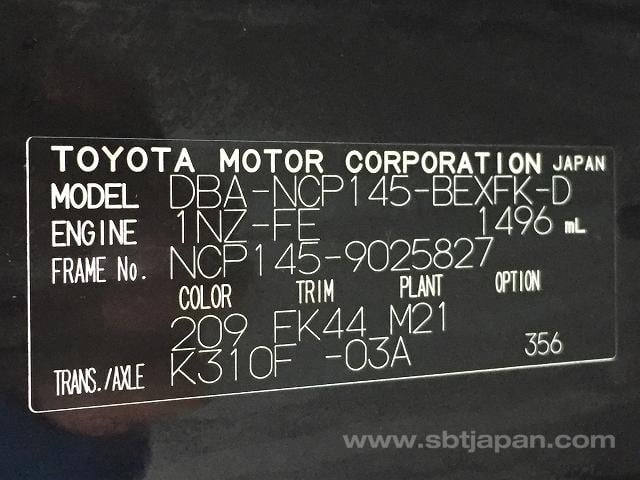 TOYOTA MOTOR CORPORATION JAPAN
MODEL DBA-NCP145-BEXFK-D
ENGINE 1NZ-FE 1496 mL
FRAME No. NCP145-9025827
COLOR TRIM PLANT OPTION
209 FK44 M21
TRANS./AXLE K310F -03A 356
www.sbtjapan.com